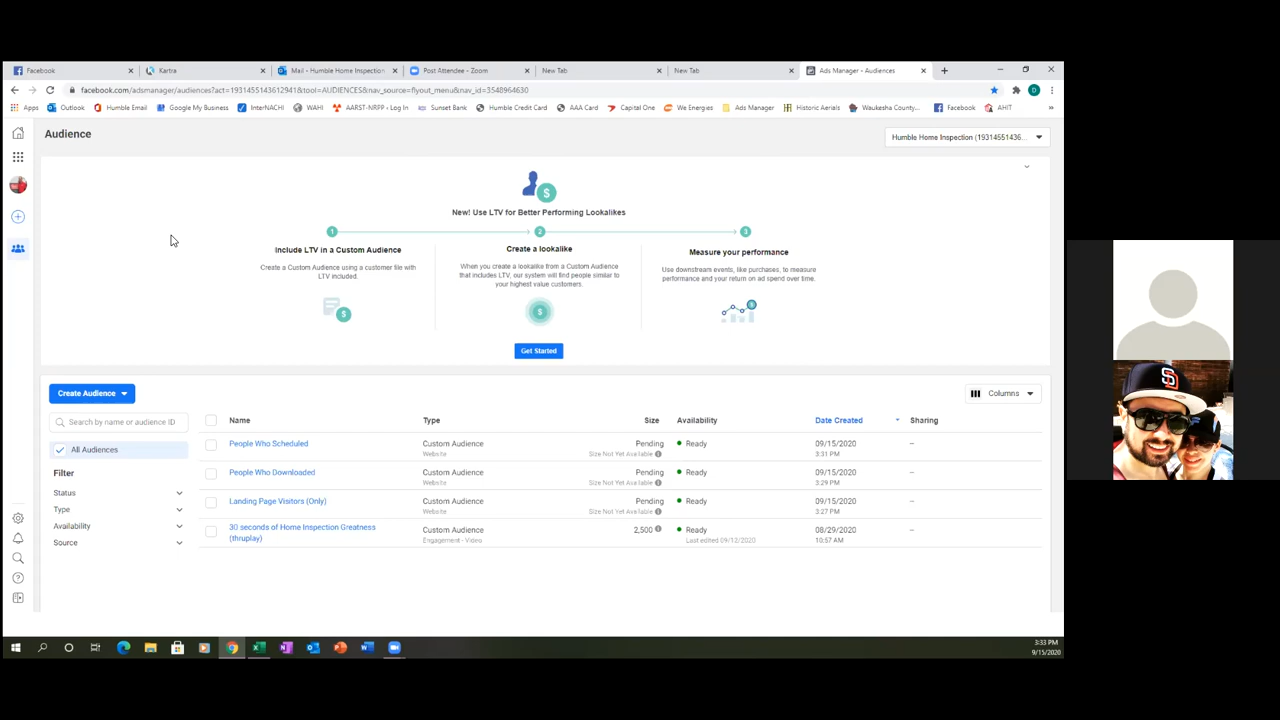 Facebook
Kartra
Mail - Humble Home Inspection
Post Attendee - Zoom
New Tab
New Tab
Ads Manager - Audiences
facebook.com/adsmanager/audiences?act=1931455143612941&tool=AUDIENCES&nav_source=flyout_menu&nav_id=3548964630
Apps
Outlook
Humble Email
Google My Business
InterNACHI
WAHI
AARST-NRPP - Log In
Sunset Bank
Humble Credit Card
AAA Card
Capital One
We Energies
Ad Manager
Historic Aerials
Waukesha County...
Facebook
AHIT
»
D
Audience
Humble Home Inspection (19314551436...
New! Use LTV for Better Performing Lookalikes
1
2
3
Include LTV in a Custom Audience
Create a Custom Audience using a customer file with
LTV included.
Create a lookalike
When you create a lookalike from a Custom Audience
that includes LTV, our system will find people similar to
your highest value customers.
Measure your performance
Use downstream events, like purchases, to measure
performance and your return on ad spend over time.
Get Started
Create Audience
Columns
Search by name or audience ID
All Audiences
Filter
Status
Type
Availability
Source
Name Type Size Availability Date Created Sharing
People Who Scheduled Custom Audience Pending Ready 09/15/2020 --
Website Size Not Yet Available 3:31 PM
People Who Downloaded Custom Audience Pending Ready 09/15/2020 --
Website Size Not Yet Available 3:29 PM
Landing Page Visitors (Only) Custom Audience Pending Ready 09/15/2020 --
Website Size Not Yet Available 3:27 PM
30 seconds of Home Inspection Greatness Custom Audience 2,500 Ready 08/29/2020 --
(thruplay) Engagement - Video Last edited 09/12/2020 10:57 AM
3:33 PM
9/15/2020